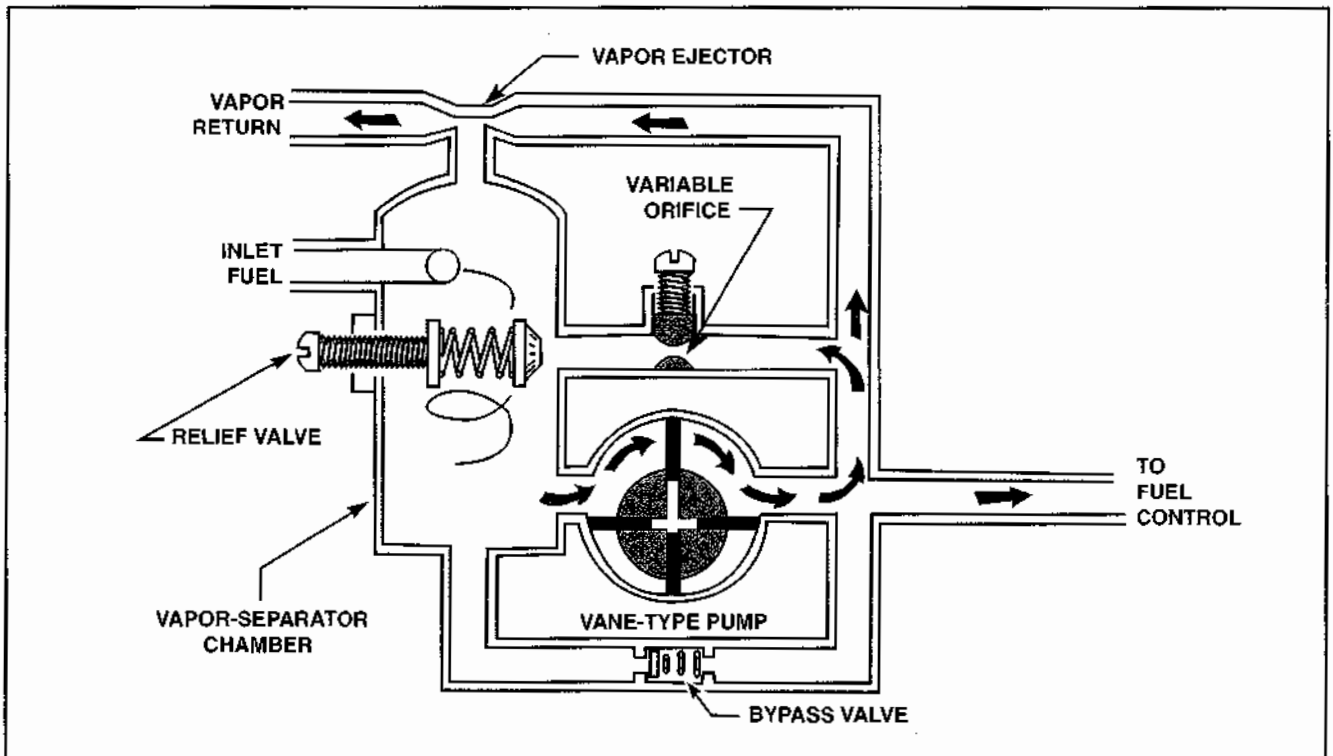 VAPOR EJECTOR
VAPOR
RETURN
VARIABLE
ORIFICE
INLET
FUEL
RELIEF VALVE
TO
FUEL
CONTROL
VAPOR-SEPARATOR
CHAMBER
VANE-TYPE PUMP
BYPASS VALVE